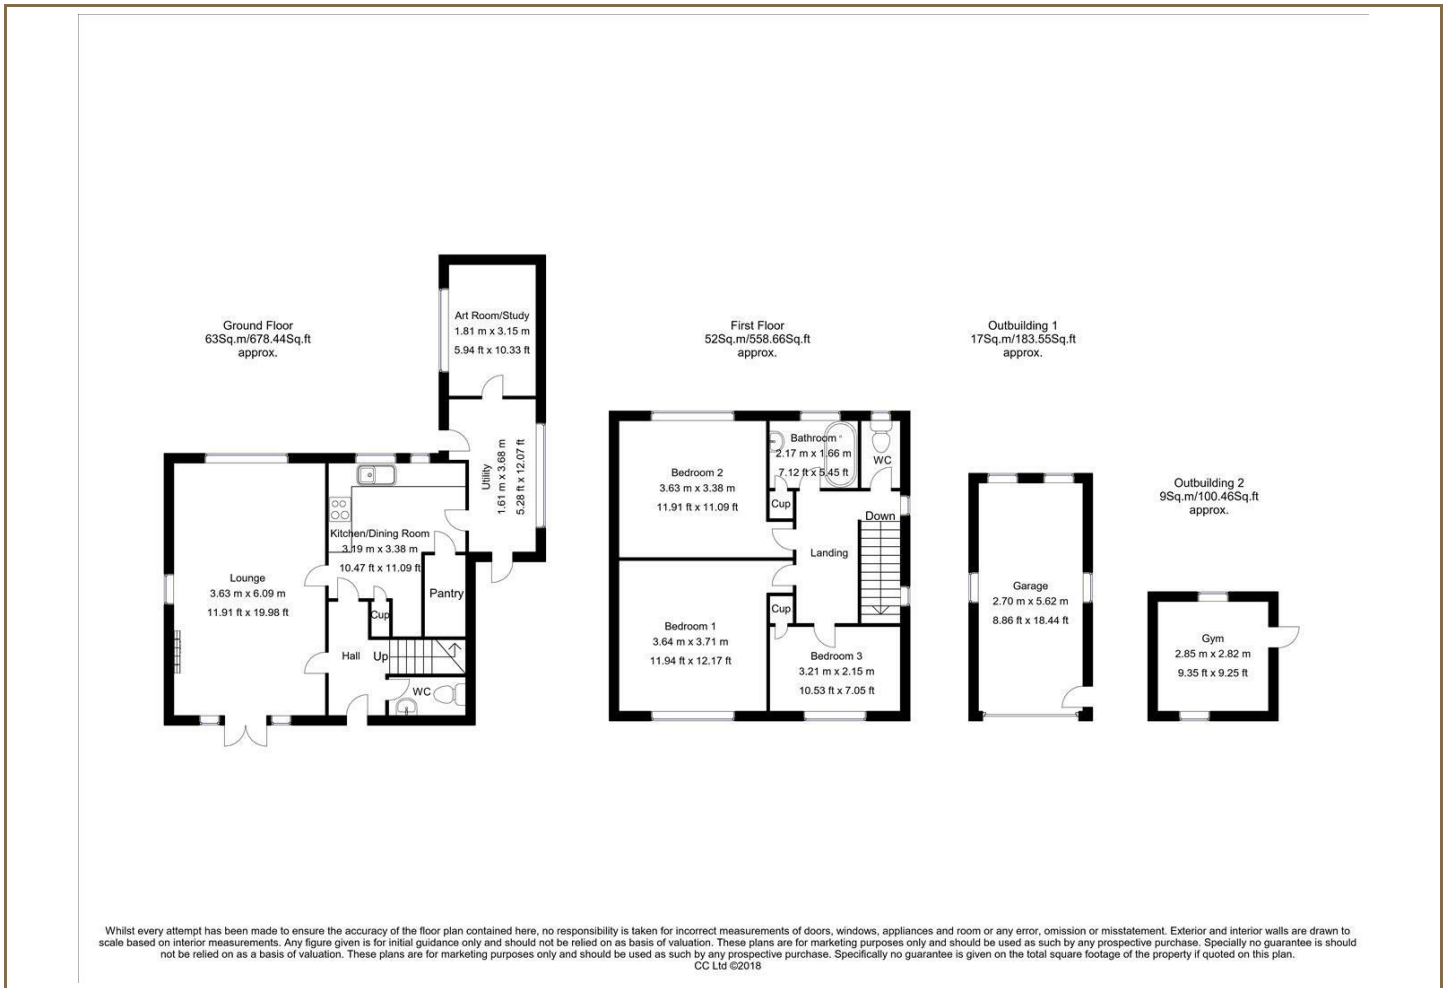 Ground Floor
63Sq.m/678.44Sq.ft
approx.
Art Room/Study
1.81 m x 3.15 m
5.94 ft x 10.33 ft
Utility
1.61 m x 3.68 m
5.28 ft x 12.07 ft
Kitchen/Dining Room
3.19 m x 3.38 m
10.47 ft x 11.09 ft
Lounge
3.63 m x 6.09 m
11.91 ft x 19.98 ft
Pantry
Cup
Hall
Up
WC
First Floor
52Sq.m/558.66Sq.ft
approx.
Bedroom 2
3.63 m x 3.38 m
11.91 ft x 11.09 ft
Bathroom
2.17 m x 1.66 m
7.12 ft x 5.45 ft
WC
Cup
Down
Landing
Cup
Bedroom 1
3.64 m x 3.71 m
11.94 ft x 12.17 ft
Bedroom 3
3.21 m x 2.15 m
10.53 ft x 7.05 ft
Outbuilding 1
17Sq.m/183.55Sq.ft
approx.
Garage
2.70 m x 5.62 m
8.86 ft x 18.44 ft
Outbuilding 2
9Sq.m/100.46Sq.ft
approx.
Gym
2.85 m x 2.82 m
9.35 ft x 9.25 ft
Whilst every attempt has been made to ensure the accuracy of the floor plan contained here, no responsibility is taken for incorrect measurements of doors, windows, appliances and room or any error, omission or misstatement. Exterior and interior walls are drawn to
scale based on interior measurements. Any figure given is for initial guidance only and should not be relied on as basis of valuation. These plans are for marketing purposes only and should be used as such by any prospective purchase. Specially no guarantee is should
not be relied on as a basis of valuation. These plans are for marketing purposes only and should be used as such by any prospective purchase. Specifically no guarantee is given on the total square footage of the property if quoted on this plan.
CC Ltd ©2018